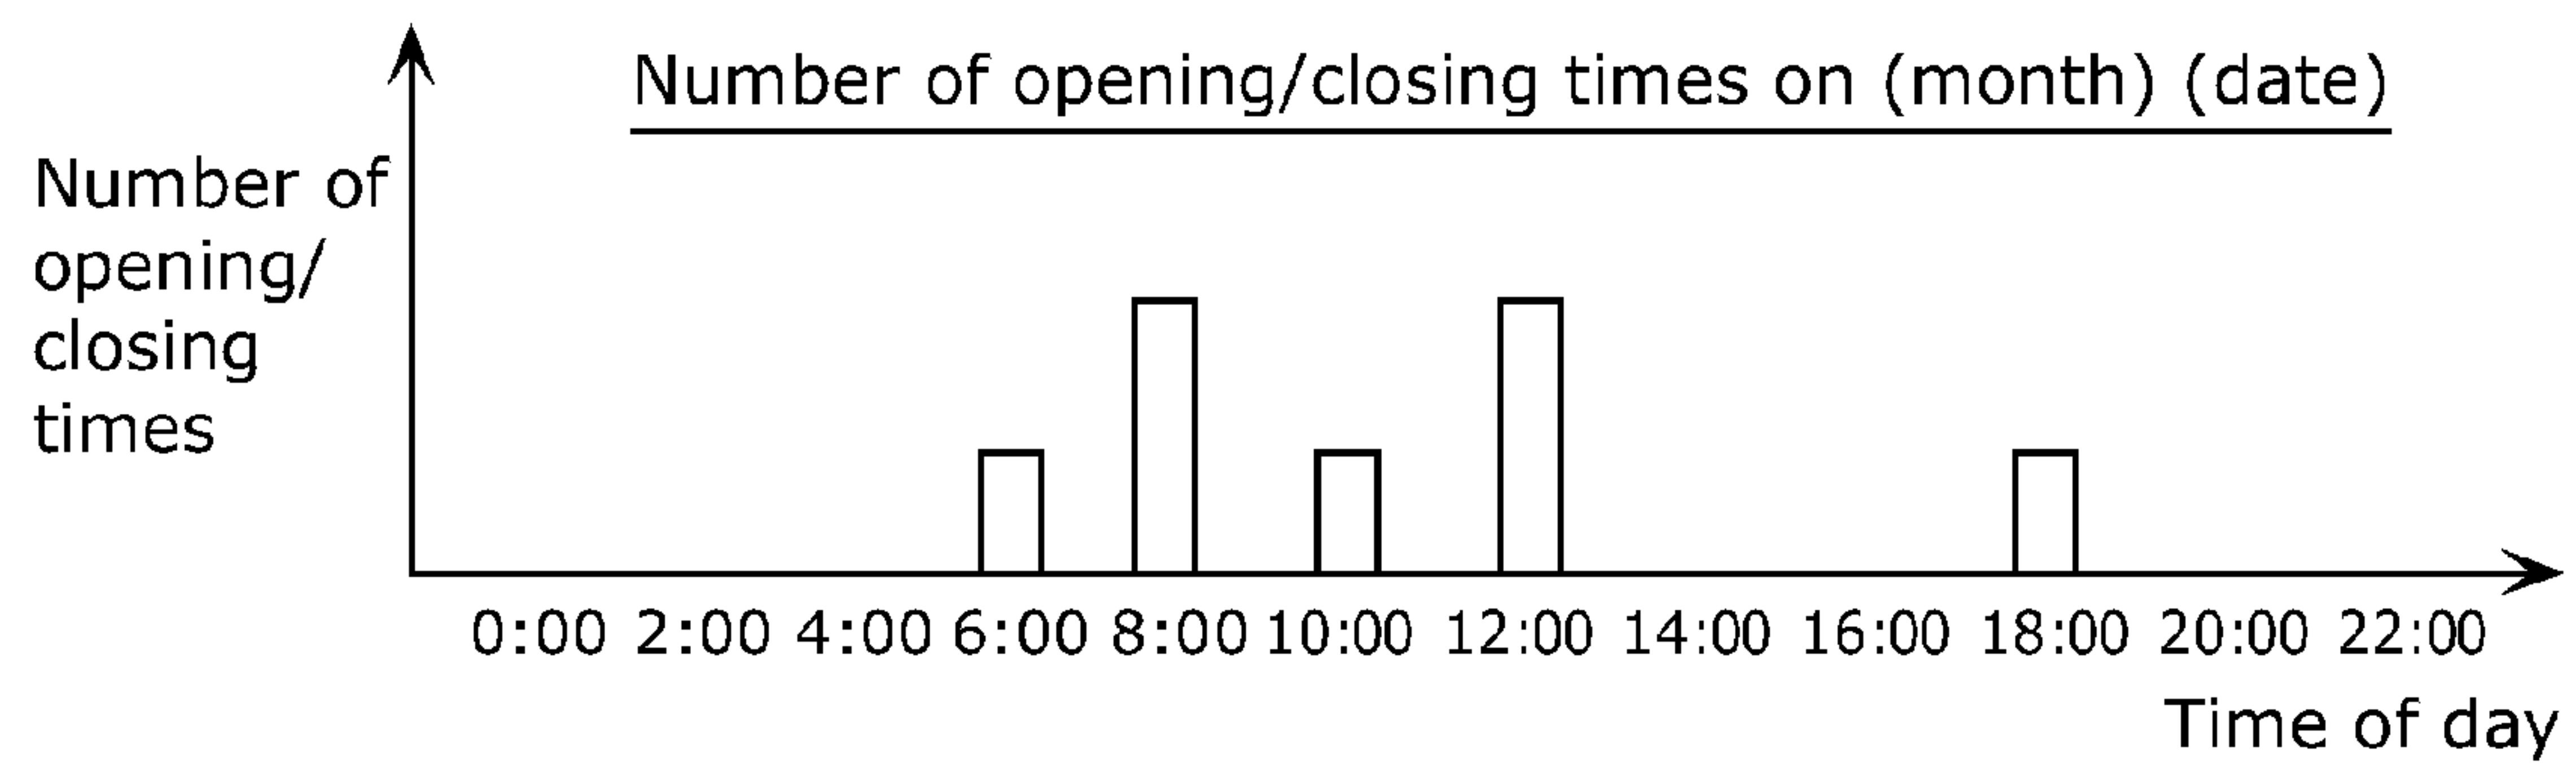 Number of opening/closing times on (month) (date)
Number of
opening/
closing
times
0:00 2:00 4:00 6:00 8:00 10:00 12:00 14:00 16:00 18:00 20:00 22:00
Time of day